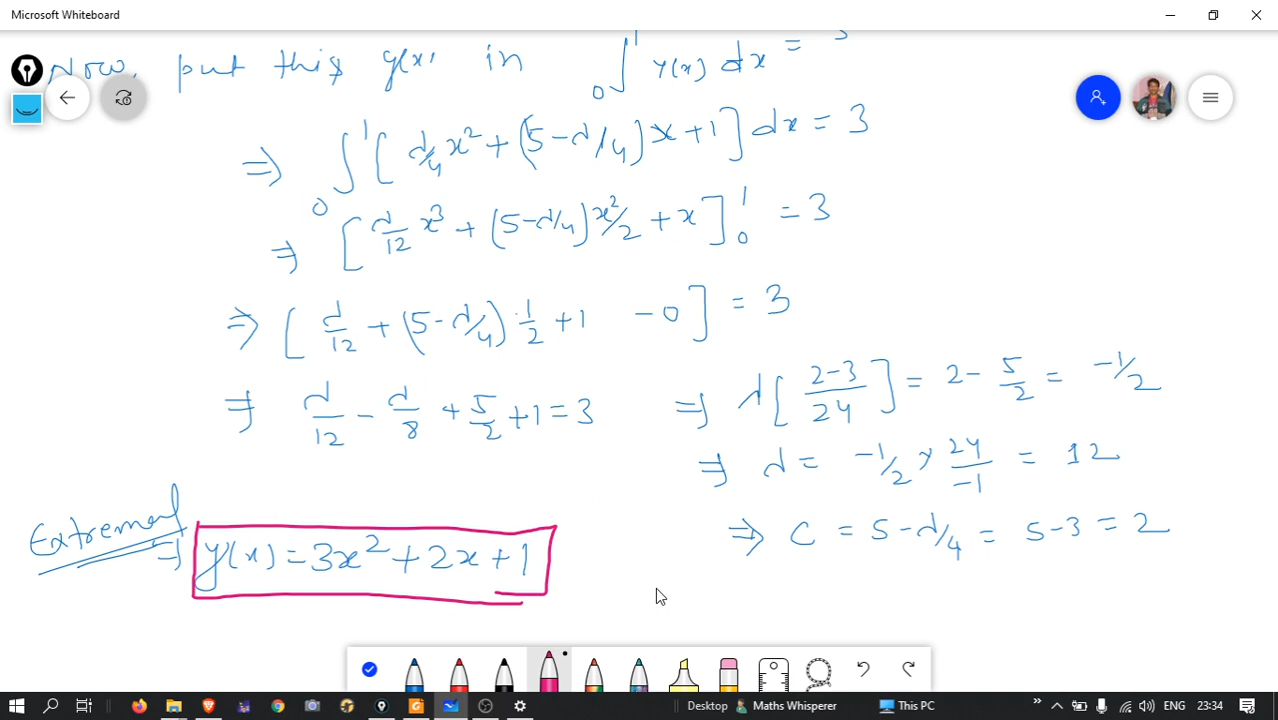 Microsoft Whiteboard
Now, put this y(x) in ∫₀¹ y(x) dx = 3
⇒ ∫₀¹ [λ/4 x² + (5-λ/4)x+1] dx = 3
⇒ [λ/12 x³ + (5-λ/4) x²/2 + x]₀¹ = 3
⇒ [λ/12 + (5-λ/4)·1/2 +1 -0] = 3
⇒ λ/12 - λ/8 + 5/2 +1=3
⇒ λ[2-3/24] = 2 - 5/2 = -1/2
⇒ λ = -1/2 × 24/-1 = 12
⇒ C = 5-λ/4 = 5-3 = 2
Extremal
⇒ y(x) = 3x²+2x+1
Desktop
Maths Whisperer
This PC
ENG
23:34